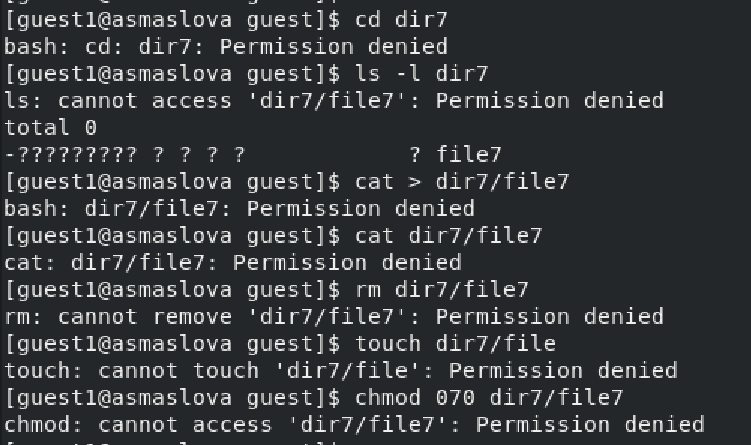 [guest1@asmaslova guest]$ cd dir7
bash: cd: dir7: Permission denied
[guest1@asmaslova guest]$ ls -l dir7
ls: cannot access 'dir7/file7': Permission denied
total 0
-????????? ? ? ? ?            ? file7
[guest1@asmaslova guest]$ cat > dir7/file7
bash: dir7/file7: Permission denied
[guest1@asmaslova guest]$ cat dir7/file7
cat: dir7/file7: Permission denied
[guest1@asmaslova guest]$ rm dir7/file7
rm: cannot remove 'dir7/file7': Permission denied
[guest1@asmaslova guest]$ touch dir7/file
touch: cannot touch 'dir7/file': Permission denied
[guest1@asmaslova guest]$ chmod 070 dir7/file7
chmod: cannot access 'dir7/file7': Permission denied